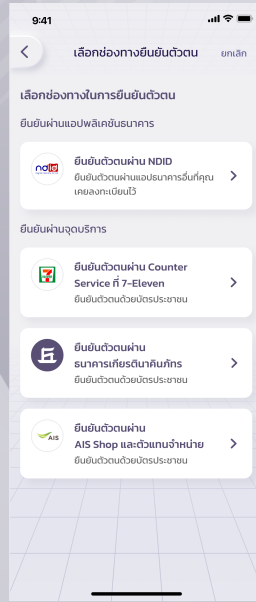 9:41
เลือกช่องทางยืนยันตัวตน ยกเลิก
เลือกช่องทางในการยืนยันตัวตน
ยืนยันผ่านแอปพลิเคชันธนาคาร
NDID
ยืนยันตัวตนผ่าน NDID
ยืนยันตัวตนผ่านแอปธนาคารอื่นที่คุณ
เคยลงทะเบียนไว้
ยืนยันผ่านจุดบริการ
ยืนยันตัวตนผ่าน Counter
Service ที่ 7-Eleven
ยืนยันตัวตนด้วยบัตรประชาชน
ยืนยันตัวตนผ่าน
ธนาคารเกียรตินาคินภัทร
ยืนยันตัวตนด้วยบัตรประชาชน
AIS
ยืนยันตัวตนผ่าน
AIS Shop และตัวแทนจำหน่าย
ยืนยันตัวตนด้วยบัตรประชาชน